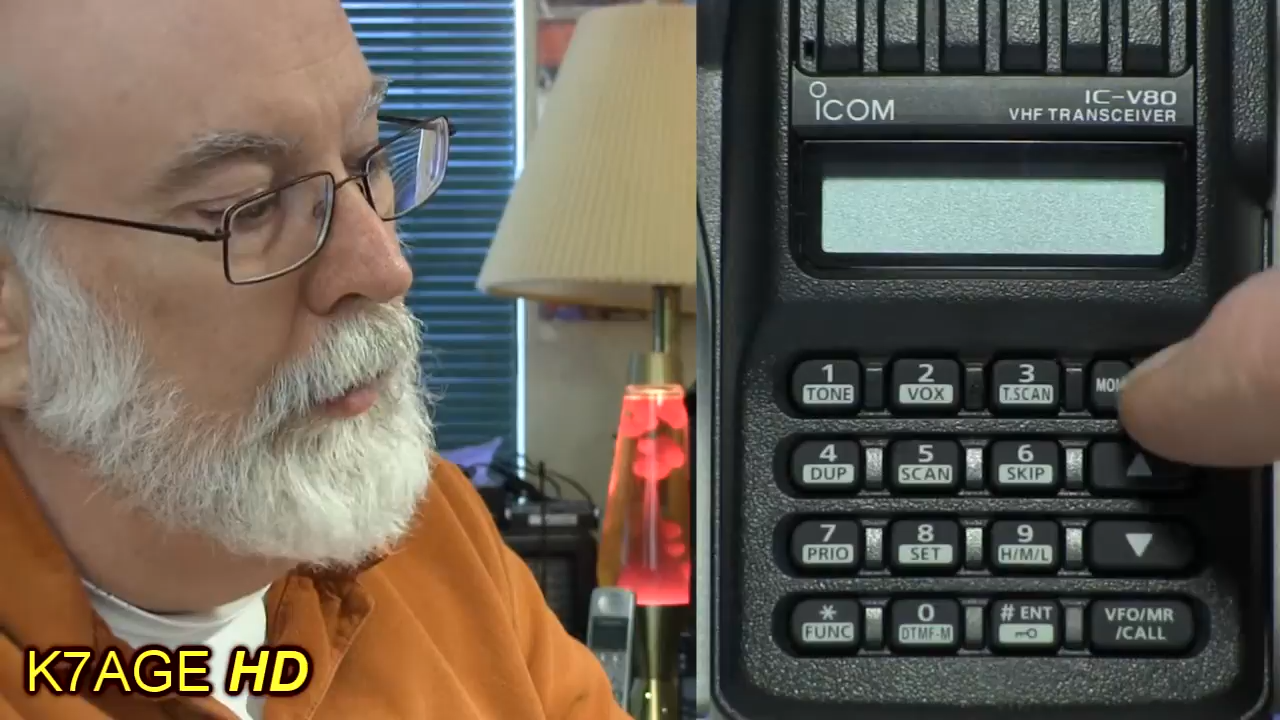 ICOM
IC-V80
VHF TRANSCEIVER
1
TONE
2
VOX
3
T.SCAN
4
DUP
5
SCAN
6
SKIP
7
PRIO
8
SET
9
H/M/L
*
FUNC
0
DTMF-M
# ENT
VFO/MR
/CALL
K7AGE HD